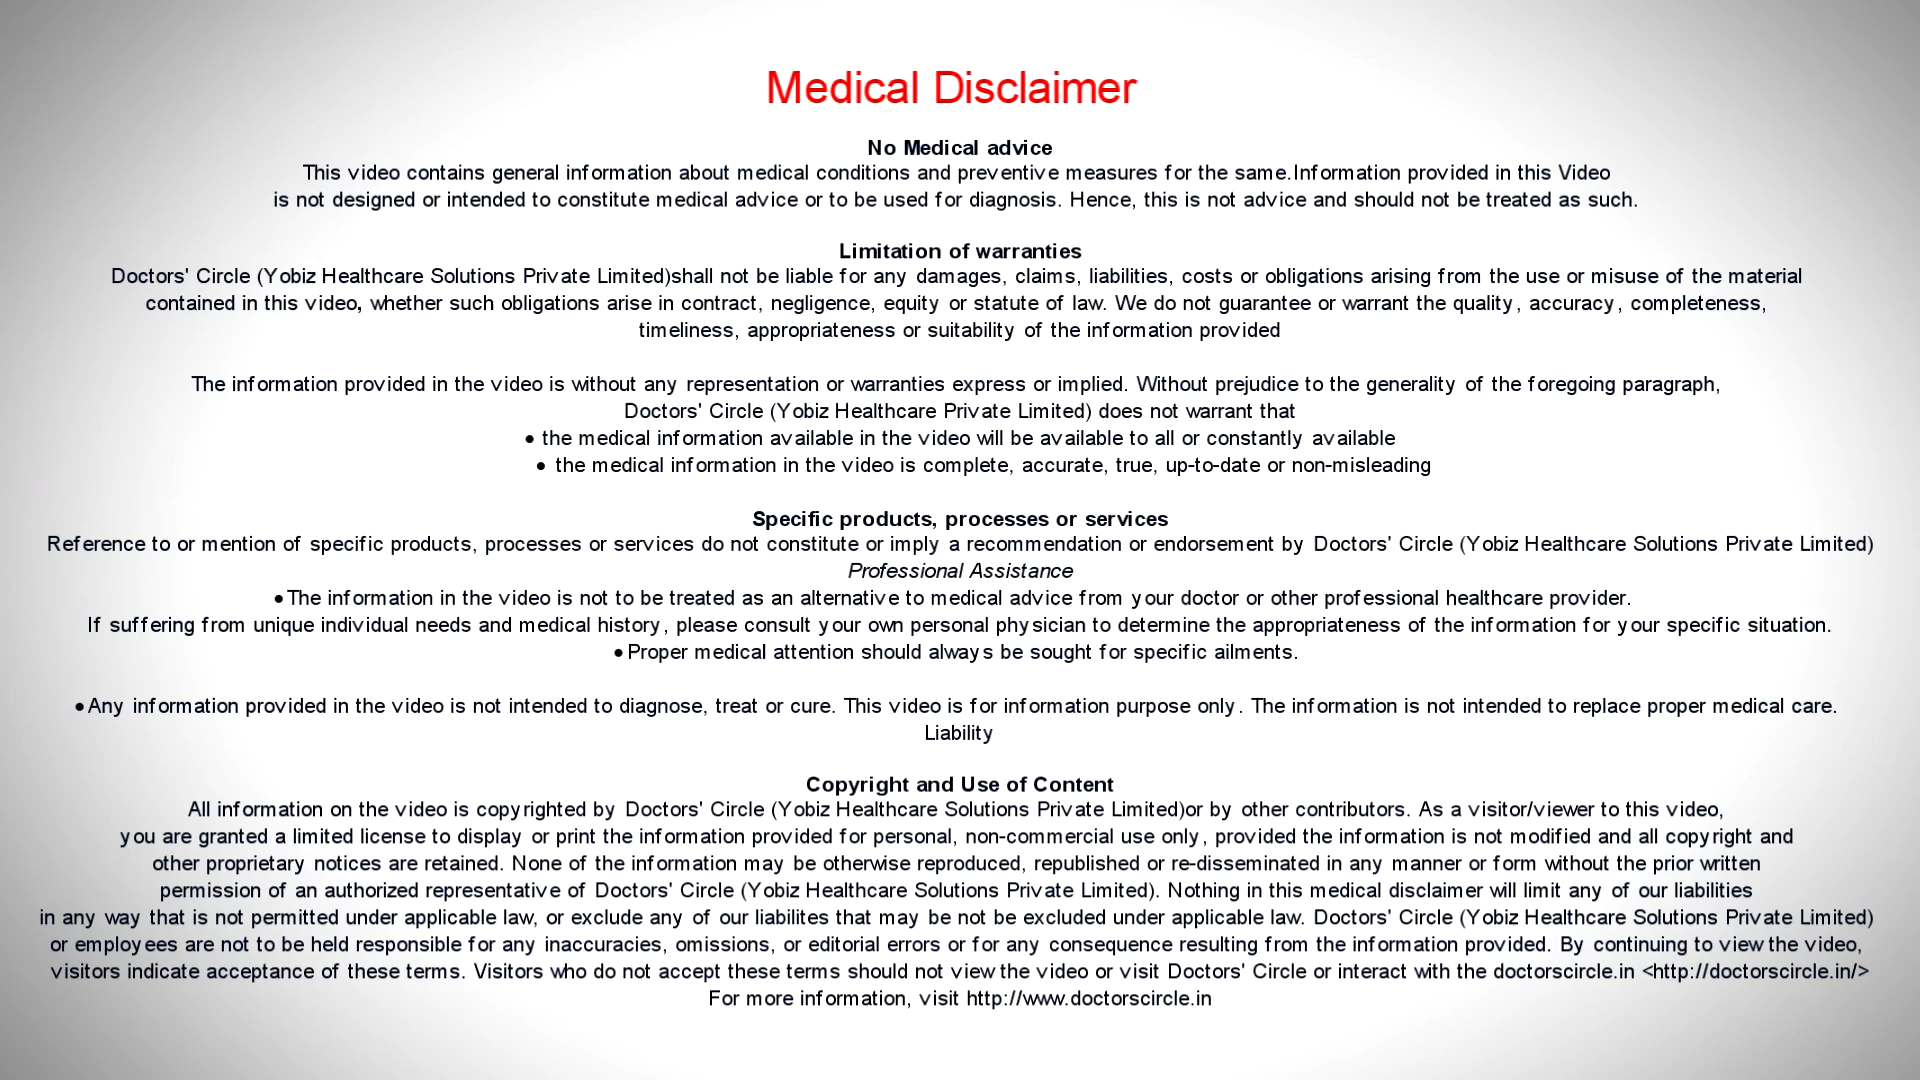 Medical Disclaimer
No Medical advice
This video contains general information about medical conditions and preventive measures for the same.Information provided in this Video
is not designed or intended to constitute medical advice or to be used for diagnosis. Hence, this is not advice and should not be treated as such.
Limitation of warranties
Doctors' Circle (Yobiz Healthcare Solutions Private Limited)shall not be liable for any damages, claims, liabilities, costs or obligations arising from the use or misuse of the material
contained in this video, whether such obligations arise in contract, negligence, equity or statute of law. We do not guarantee or warrant the quality, accuracy, completeness,
timeliness, appropriateness or suitability of the information provided
The information provided in the video is without any representation or warranties express or implied. Without prejudice to the generality of the foregoing paragraph,
Doctors' Circle (Yobiz Healthcare Private Limited) does not warrant that
• the medical information available in the video will be available to all or constantly available
• the medical information in the video is complete, accurate, true, up-to-date or non-misleading
Specific products, processes or services
Reference to or mention of specific products, processes or services do not constitute or imply a recommendation or endorsement by Doctors' Circle (Yobiz Healthcare Solutions Private Limited)
Professional Assistance
•The information in the video is not to be treated as an alternative to medical advice from your doctor or other professional healthcare provider.
If suffering from unique individual needs and medical history, please consult your own personal physician to determine the appropriateness of the information for your specific situation.
•Proper medical attention should always be sought for specific ailments.
•Any information provided in the video is not intended to diagnose, treat or cure. This video is for information purpose only. The information is not intended to replace proper medical care.
Liability
Copyright and Use of Content
All information on the video is copyrighted by Doctors' Circle (Yobiz Healthcare Solutions Private Limited)or by other contributors. As a visitor/viewer to this video,
you are granted a limited license to display or print the information provided for personal, non-commercial use only, provided the information is not modified and all copyright and
other proprietary notices are retained. None of the information may be otherwise reproduced, republished or re-disseminated in any manner or form without the prior written
permission of an authorized representative of Doctors' Circle (Yobiz Healthcare Solutions Private Limited). Nothing in this medical disclaimer will limit any of our liabilities
in any way that is not permitted under applicable law, or exclude any of our liabilites that may be not be excluded under applicable law. Doctors' Circle (Yobiz Healthcare Solutions Private Limited)
or employees are not to be held responsible for any inaccuracies, omissions, or editorial errors or for any consequence resulting from the information provided. By continuing to view the video,
visitors indicate acceptance of these terms. Visitors who do not accept these terms should not view the video or visit Doctors' Circle or interact with the doctorscircle.in <http://doctorscircle.in/>
For more information, visit http://www.doctorscircle.in